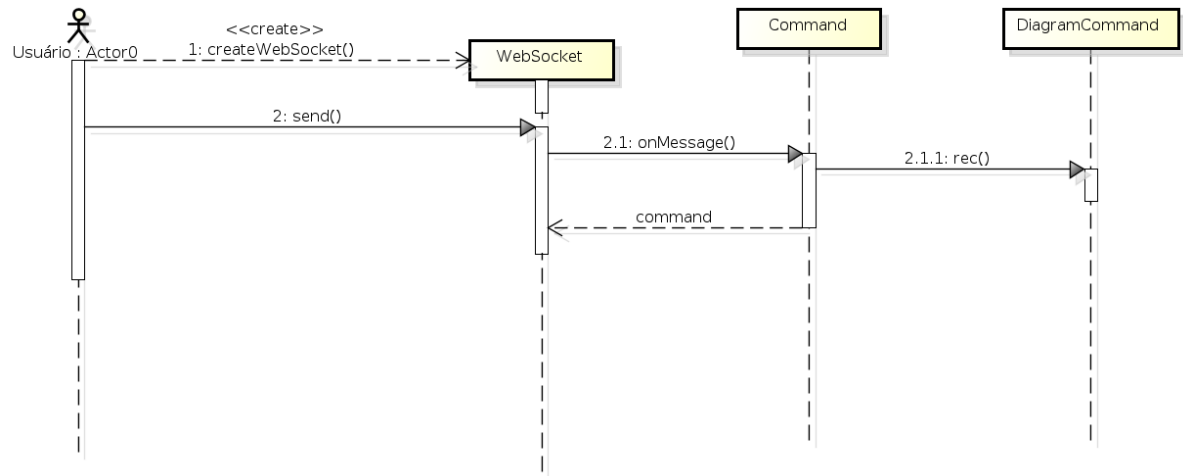 Usuário : Actor0
<<create>>
1: createWebSocket()
WebSocket
Command
DiagramCommand
2: send()
2.1: onMessage()
2.1.1: rec()
command